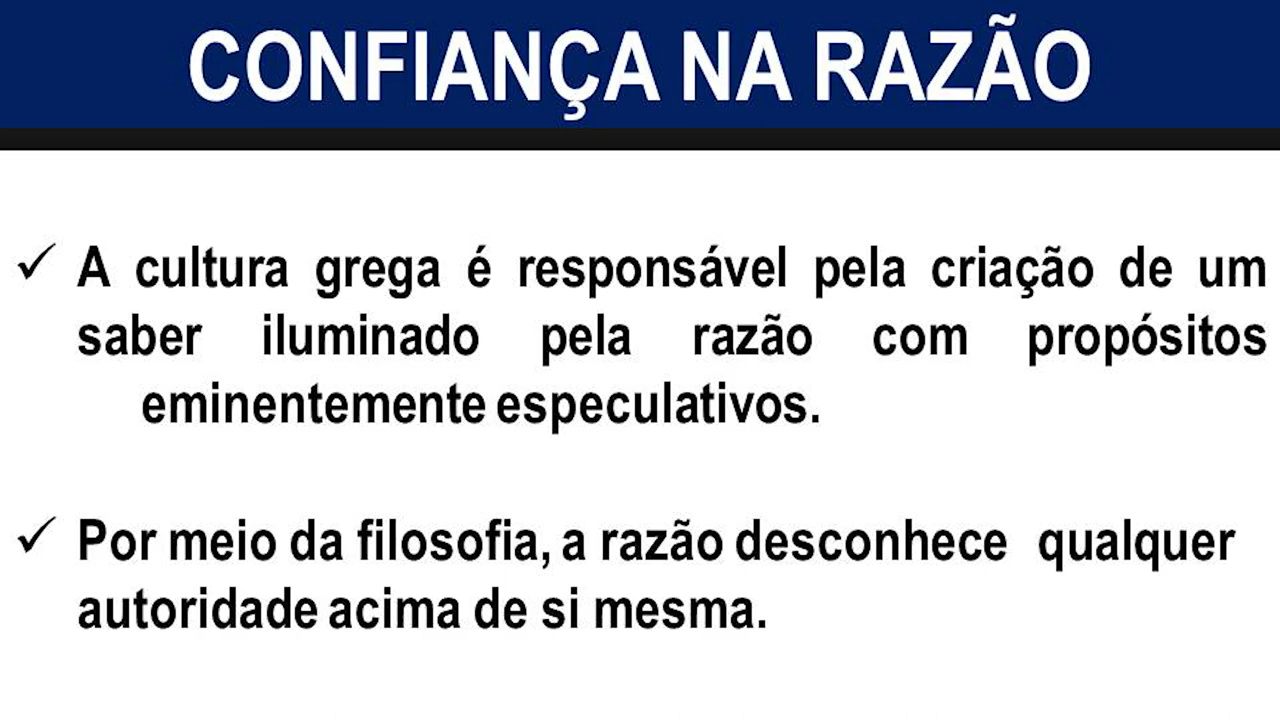 CONFIANÇA NA RAZÃO
✓ A cultura grega é responsável pela criação de um
saber iluminado pela razão com propósitos
eminentemente especulativos.
✓ Por meio da filosofia, a razão desconhece qualquer
autoridade acima de si mesma.